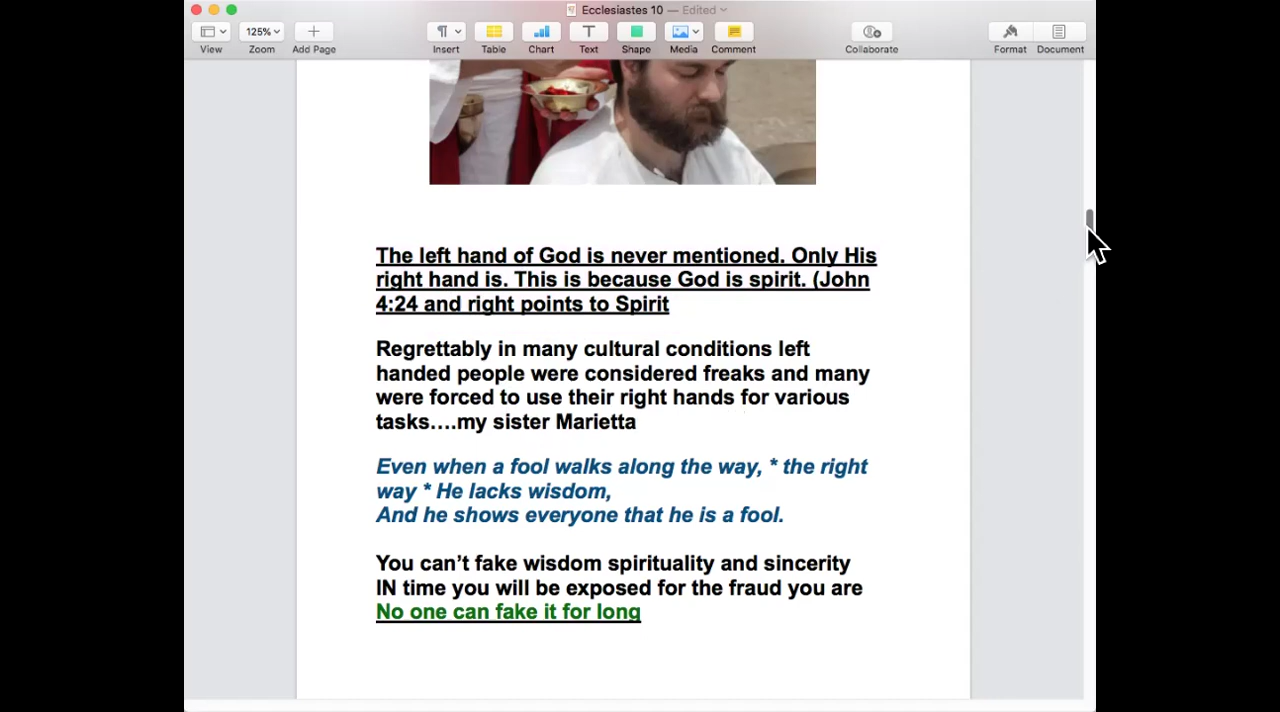 Ecclesiastes 10 — Edited
125%
View
Zoom
Add Page
Insert
Table
Chart
Text
Shape
Media
Comment
Collaborate
Format
Document
The left hand of God is never mentioned. Only His
right hand is. This is because God is spirit. (John
4:24 and right points to Spirit
Regrettably in many cultural conditions left
handed people were considered freaks and many
were forced to use their right hands for various
tasks….my sister Marietta
Even when a fool walks along the way, * the right
way * He lacks wisdom,
And he shows everyone that he is a fool.
You can’t fake wisdom spirituality and sincerity
IN time you will be exposed for the fraud you are
No one can fake it for long